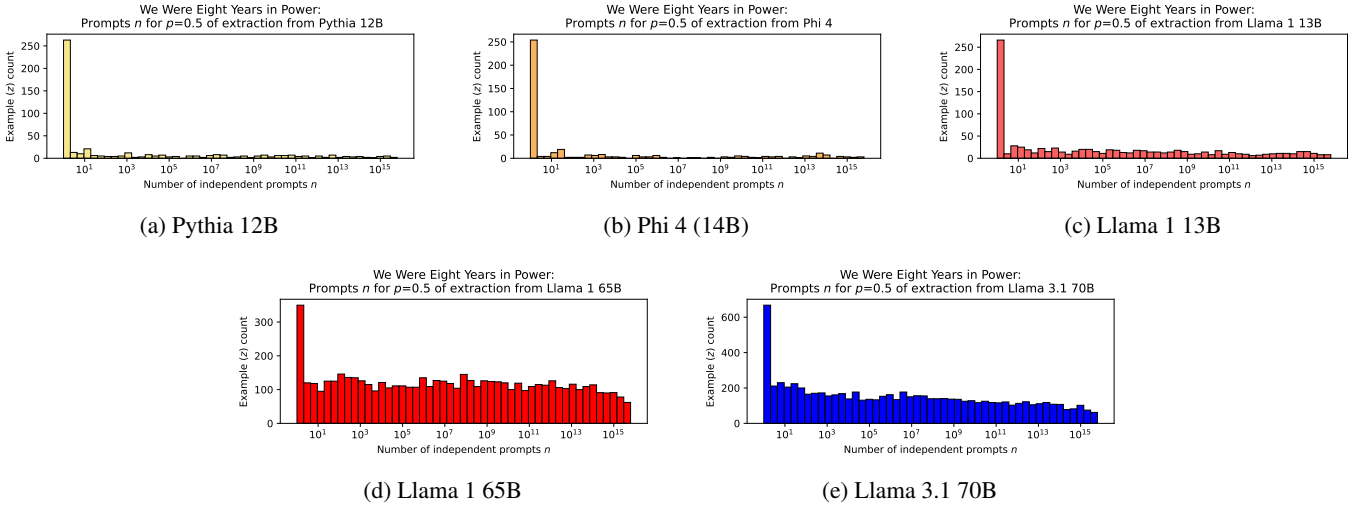 We Were Eight Years in Power:
Prompts n for p=0.5 of extraction from Pythia 12B
Example (z) count
250
200
150
100
50
0
10^1 10^3 10^5 10^7 10^9 10^11 10^13 10^15
Number of independent prompts n
(a) Pythia 12B
We Were Eight Years in Power:
Prompts n for p=0.5 of extraction from Phi 4
Example (z) count
250
200
150
100
50
0
10^1 10^3 10^5 10^7 10^9 10^11 10^13 10^15
Number of independent prompts n
(b) Phi 4 (14B)
We Were Eight Years in Power:
Prompts n for p=0.5 of extraction from Llama 1 13B
Example (z) count
250
200
150
100
50
0
10^1 10^3 10^5 10^7 10^9 10^11 10^13 10^15
Number of independent prompts n
(c) Llama 1 13B
We Were Eight Years in Power:
Prompts n for p=0.5 of extraction from Llama 1 65B
Example (z) count
300
200
100
0
10^1 10^3 10^5 10^7 10^9 10^11 10^13 10^15
Number of independent prompts n
(d) Llama 1 65B
We Were Eight Years in Power:
Prompts n for p=0.5 of extraction from Llama 3.1 70B
Example (z) count
600
400
200
0
10^1 10^3 10^5 10^7 10^9 10^11 10^13 10^15
Number of independent prompts n
(e) Llama 3.1 70B